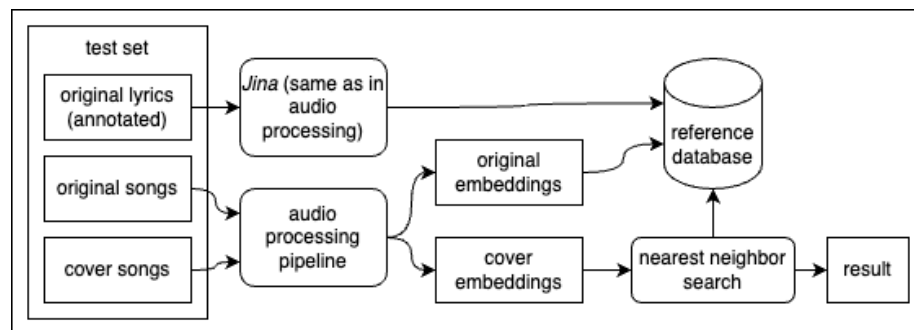 test set
original lyrics
(annotated)
Jina (same as in
audio
processing)
original songs
cover songs
audio
processing
pipeline
original
embeddings
cover
embeddings
reference
database
nearest neighbor
search
result